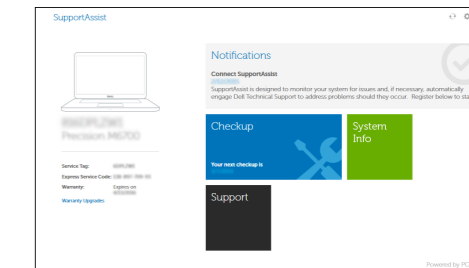 SupportAssist
Precision M6700
Service Tag:
Express Service Code:
Warranty: Expires on
Warranty Upgrades
Notifications
Connect SupportAssist
SupportAssist is designed to monitor your system for issues and, if necessary, automatically
engage Dell Technical Support to address problems should they occur. Register below to sta
Checkup
Your next checkup is
System
Info
Support
Powered by PC